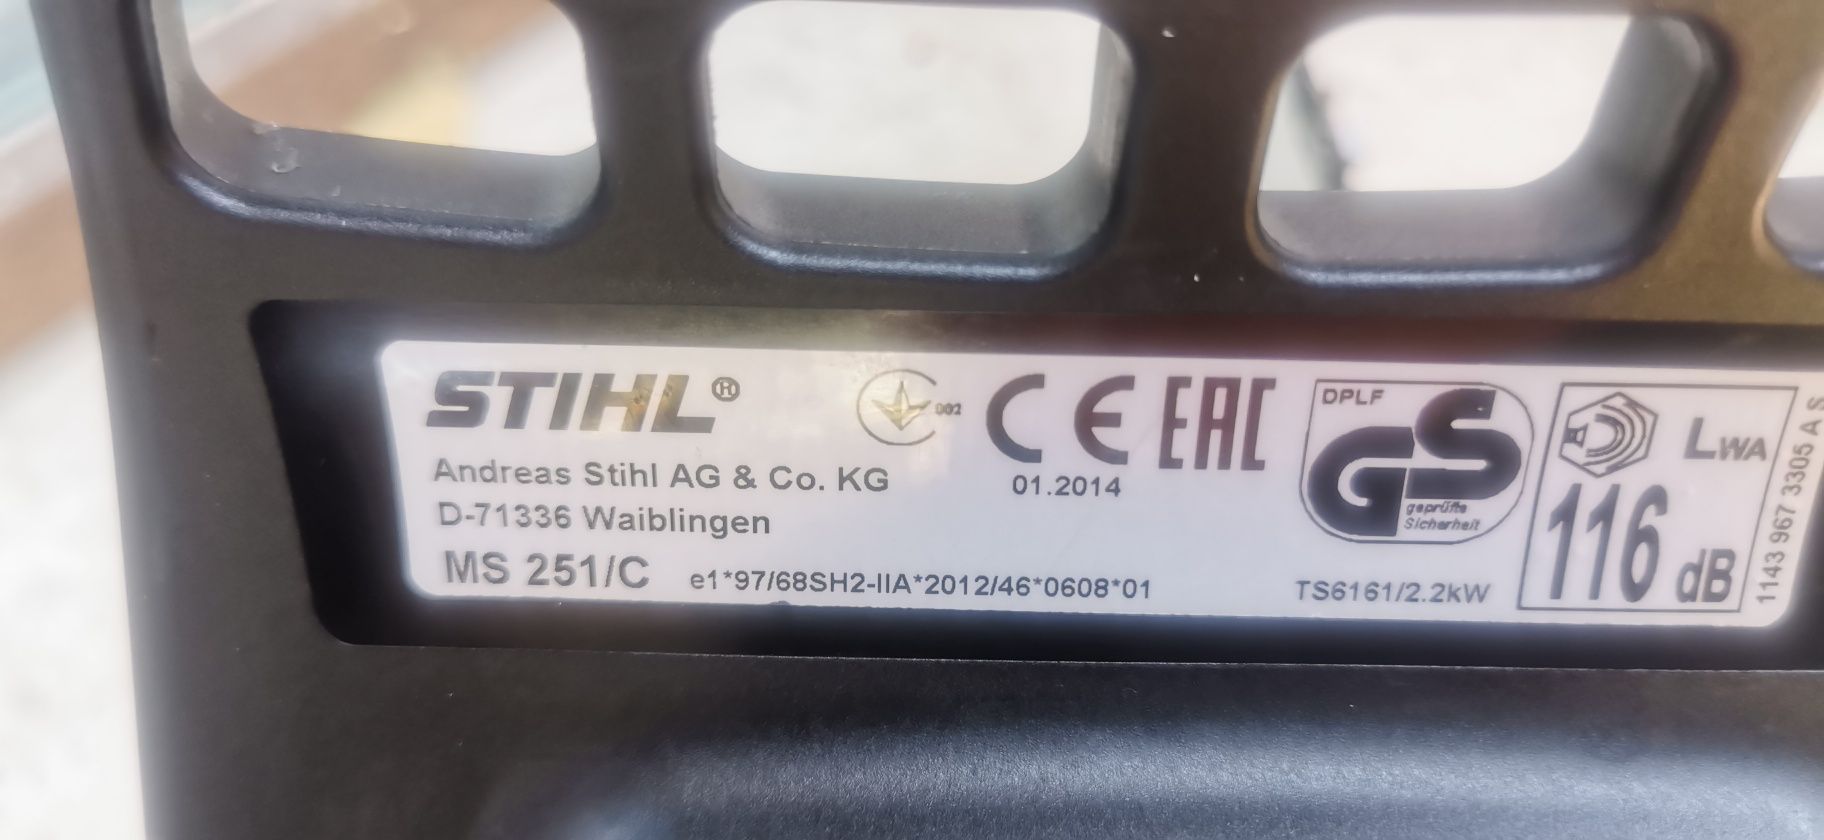 STIHL®
Andreas Stihl AG & Co. KG
D-71336 Waiblingen
MS 251/C
e1*97/68SH2-IIA*2012/46*0608*01
002
CE
01.2014
EAC
DPLF
GS
geprüfte
Sicherheit
TS6161/2.2kW
LWA
116 dB
1143 967 3305 A S